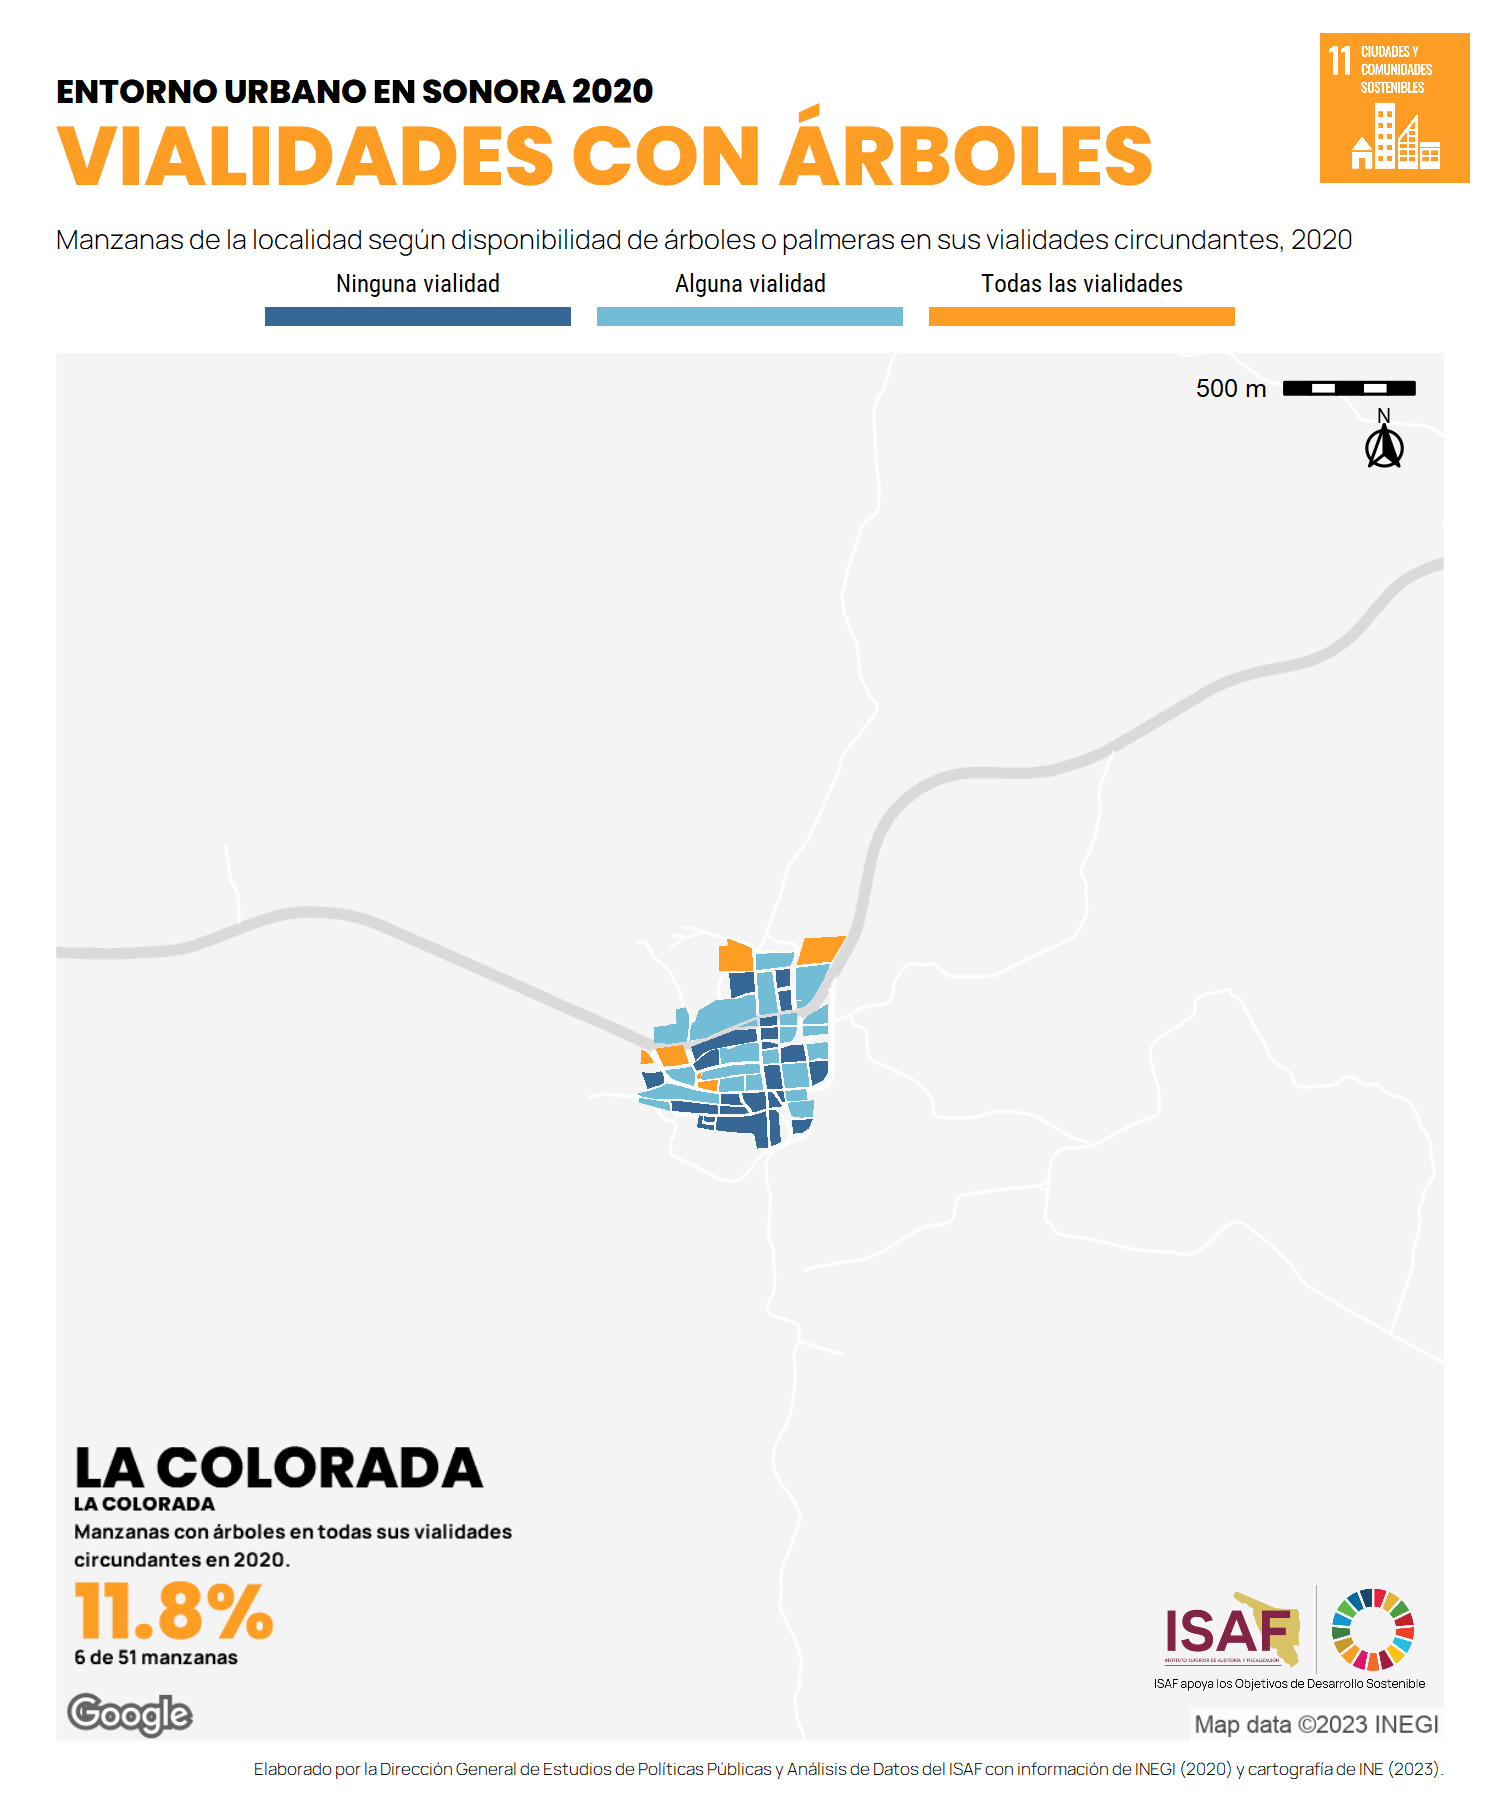 11 CIUDADES Y
COMUNIDADES
SOSTENIBLES
ENTORNO URBANO EN SONORA 2020
VIALIDADES CON ÁRBOLES
Manzanas de la localidad según disponibilidad de árboles o palmeras en sus vialidades circundantes, 2020
Ninguna vialidad
Alguna vialidad
Todas las vialidades
500 m
N
LA COLORADA
LA COLORADA
Manzanas con árboles en todas sus vialidades
circundantes en 2020.
11.8%
6 de 51 manzanas
Google
ISAF
INSTITUTO SUPERIOR DE AUDITORÍA Y FISCALIZACIÓN
ISAF apoya los Objetivos de Desarrollo Sostenible
Map data ©2023 INEGI
Elaborado por la Dirección General de Estudios de Políticas Públicas y Análisis de Datos del ISAF con información de INEGI (2020) y cartografía de INE (2023).